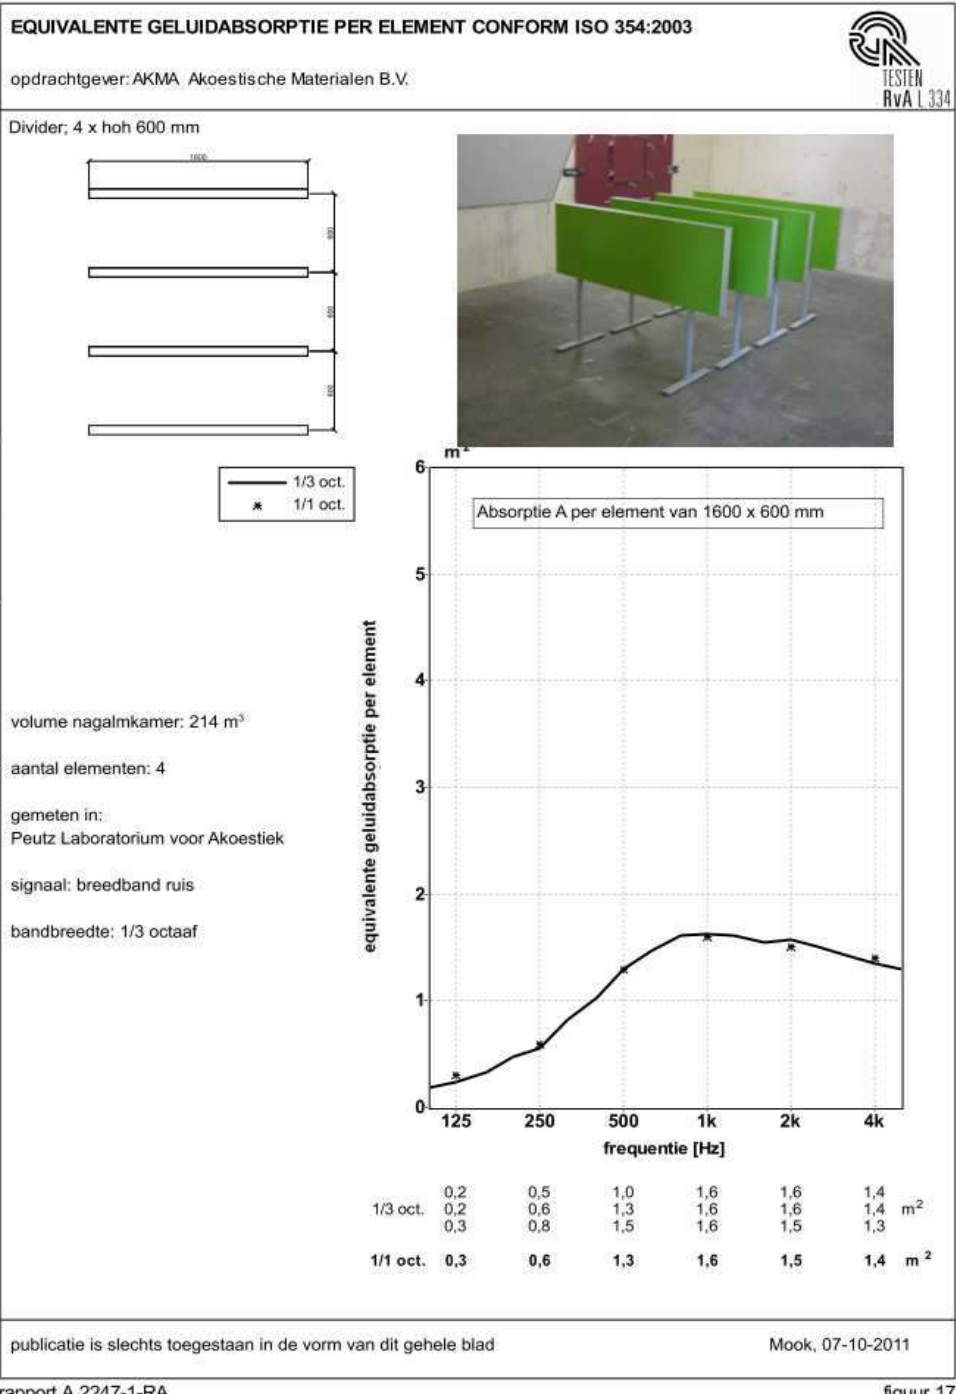 EQUIVALENTE GELUIDABSORPTIE PER ELEMENT CONFORM ISO 354:2003
opdrachtgever: AKMA Akoestische Materialen B.V.
TESTEN
RvA L 334
Divider; 4 x hoh 600 mm
1600
600
600
600
1/3 oct.
1/1 oct.
m²
Absorptie A per element van 1600 x 600 mm
6
5
4
3
2
1
0
equivalente geluidabsorptie per element
125 250 500 1k 2k 4k
frequentie [Hz]
volume nagalmkamer: 214 m³
aantal elementen: 4
gemeten in:
Peutz Laboratorium voor Akoestiek
signaal: breedband ruis
bandbreedte: 1/3 octaaf
0,2 0,5 1,0 1,6 1,6 1,4
1/3 oct. 0,2 0,6 1,3 1,6 1,6 1,4 m²
0,3 0,8 1,5 1,6 1,5 1,3
1/1 oct. 0,3 0,6 1,3 1,6 1,5 1,4 m²
publicatie is slechts toegestaan in de vorm van dit gehele blad
Mook, 07-10-2011
rapport A 2247-1-RA
figuur 17